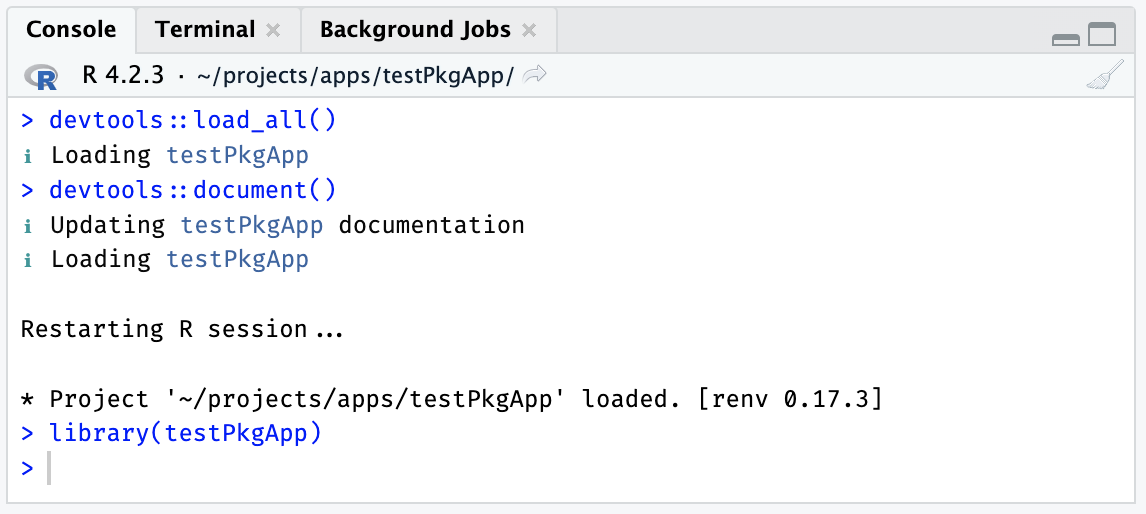 Console Terminal Background Jobs
R 4.2.3 · ~/projects/apps/testPkgApp/
> devtools::load_all()
ℹ Loading testPkgApp
> devtools::document()
ℹ Updating testPkgApp documentation
ℹ Loading testPkgApp
Restarting R session...
* Project '~/projects/apps/testPkgApp' loaded. [renv 0.17.3]
> library(testPkgApp)
>